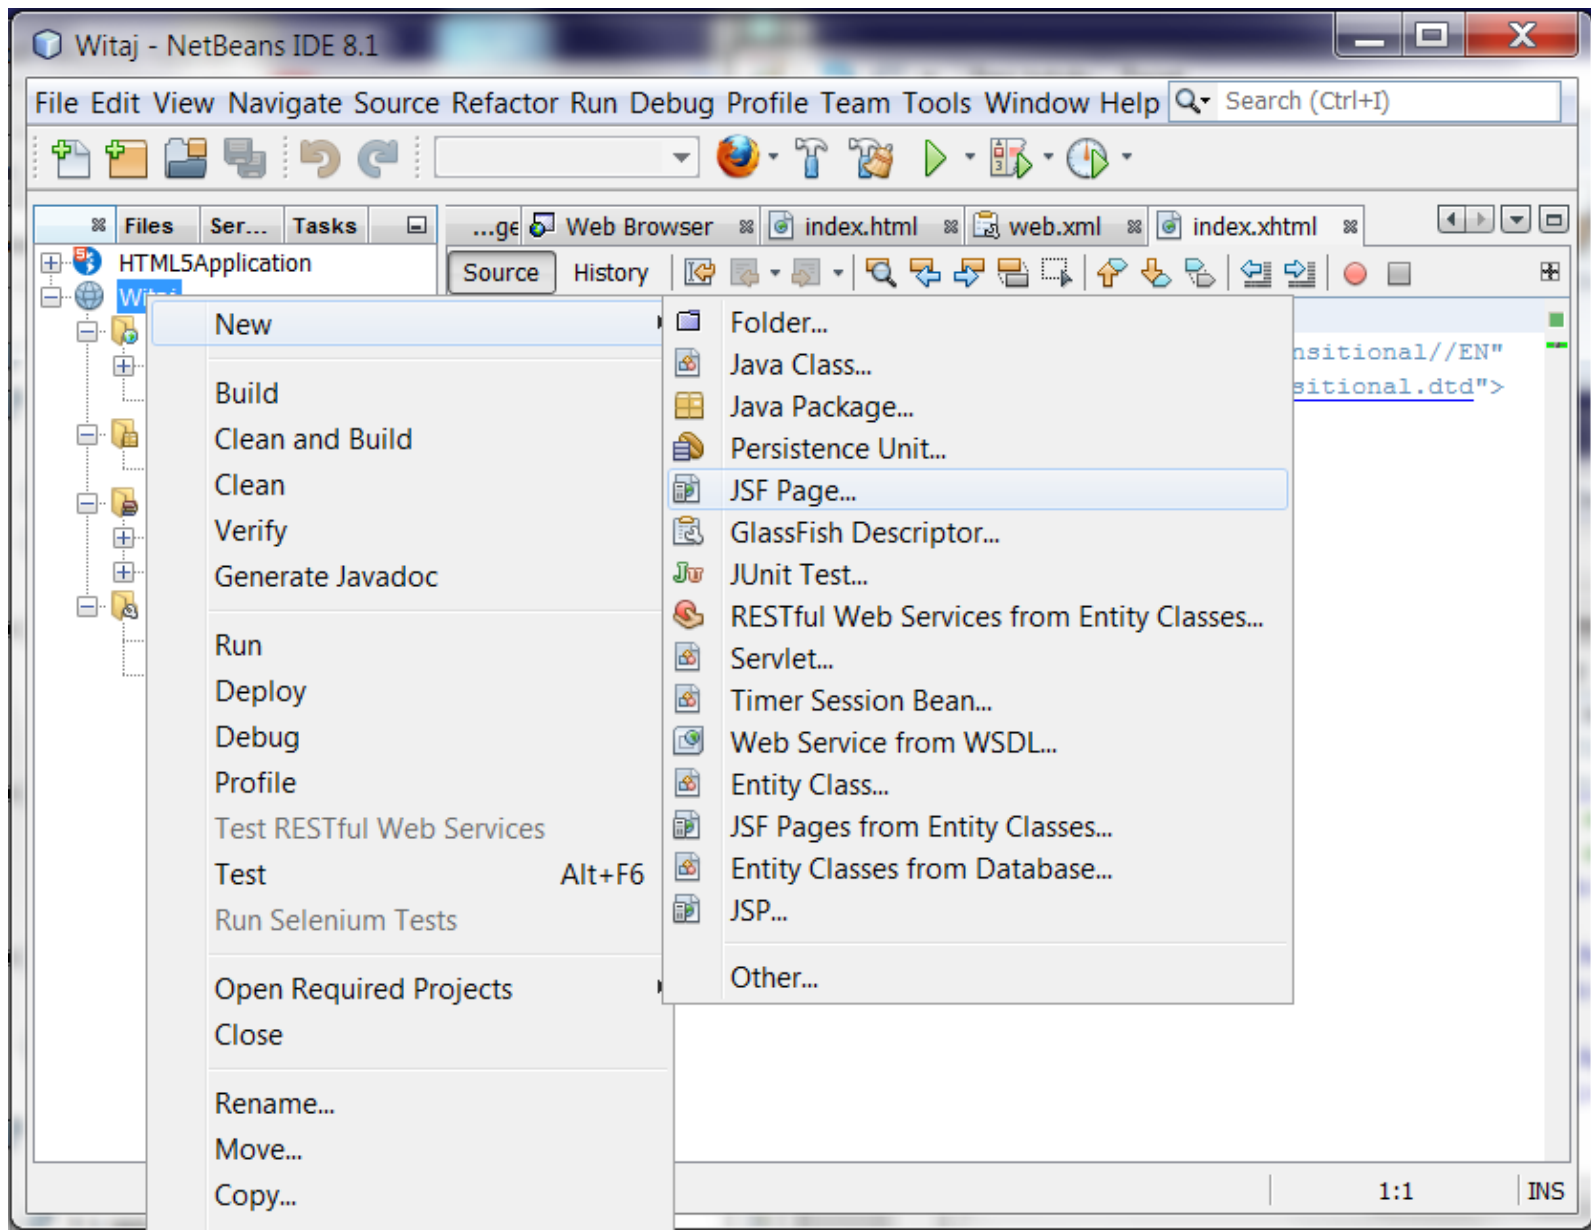 Witaj - NetBeans IDE 8.1
File Edit View Navigate Source Refactor Run Debug Profile Team Tools Window Help Search (Ctrl+I)
Files Ser... Tasks
...ge Web Browser index.html web.xml index.xhtml
HTML5Application
Source History
Witaj
New
Build
Clean and Build
Clean
Verify
Generate Javadoc
Run
Deploy
Debug
Profile
Test RESTful Web Services
Test Alt+F6
Run Selenium Tests
Open Required Projects
Close
Rename...
Move...
Copy...
Folder...
Java Class...
Java Package...
Persistence Unit...
JSF Page...
GlassFish Descriptor...
JUnit Test...
RESTful Web Services from Entity Classes...
Servlet...
Timer Session Bean...
Web Service from WSDL...
Entity Class...
JSF Pages from Entity Classes...
Entity Classes from Database...
JSP...
Other...
nsitional//EN"
sitional.dtd">
1:1 INS